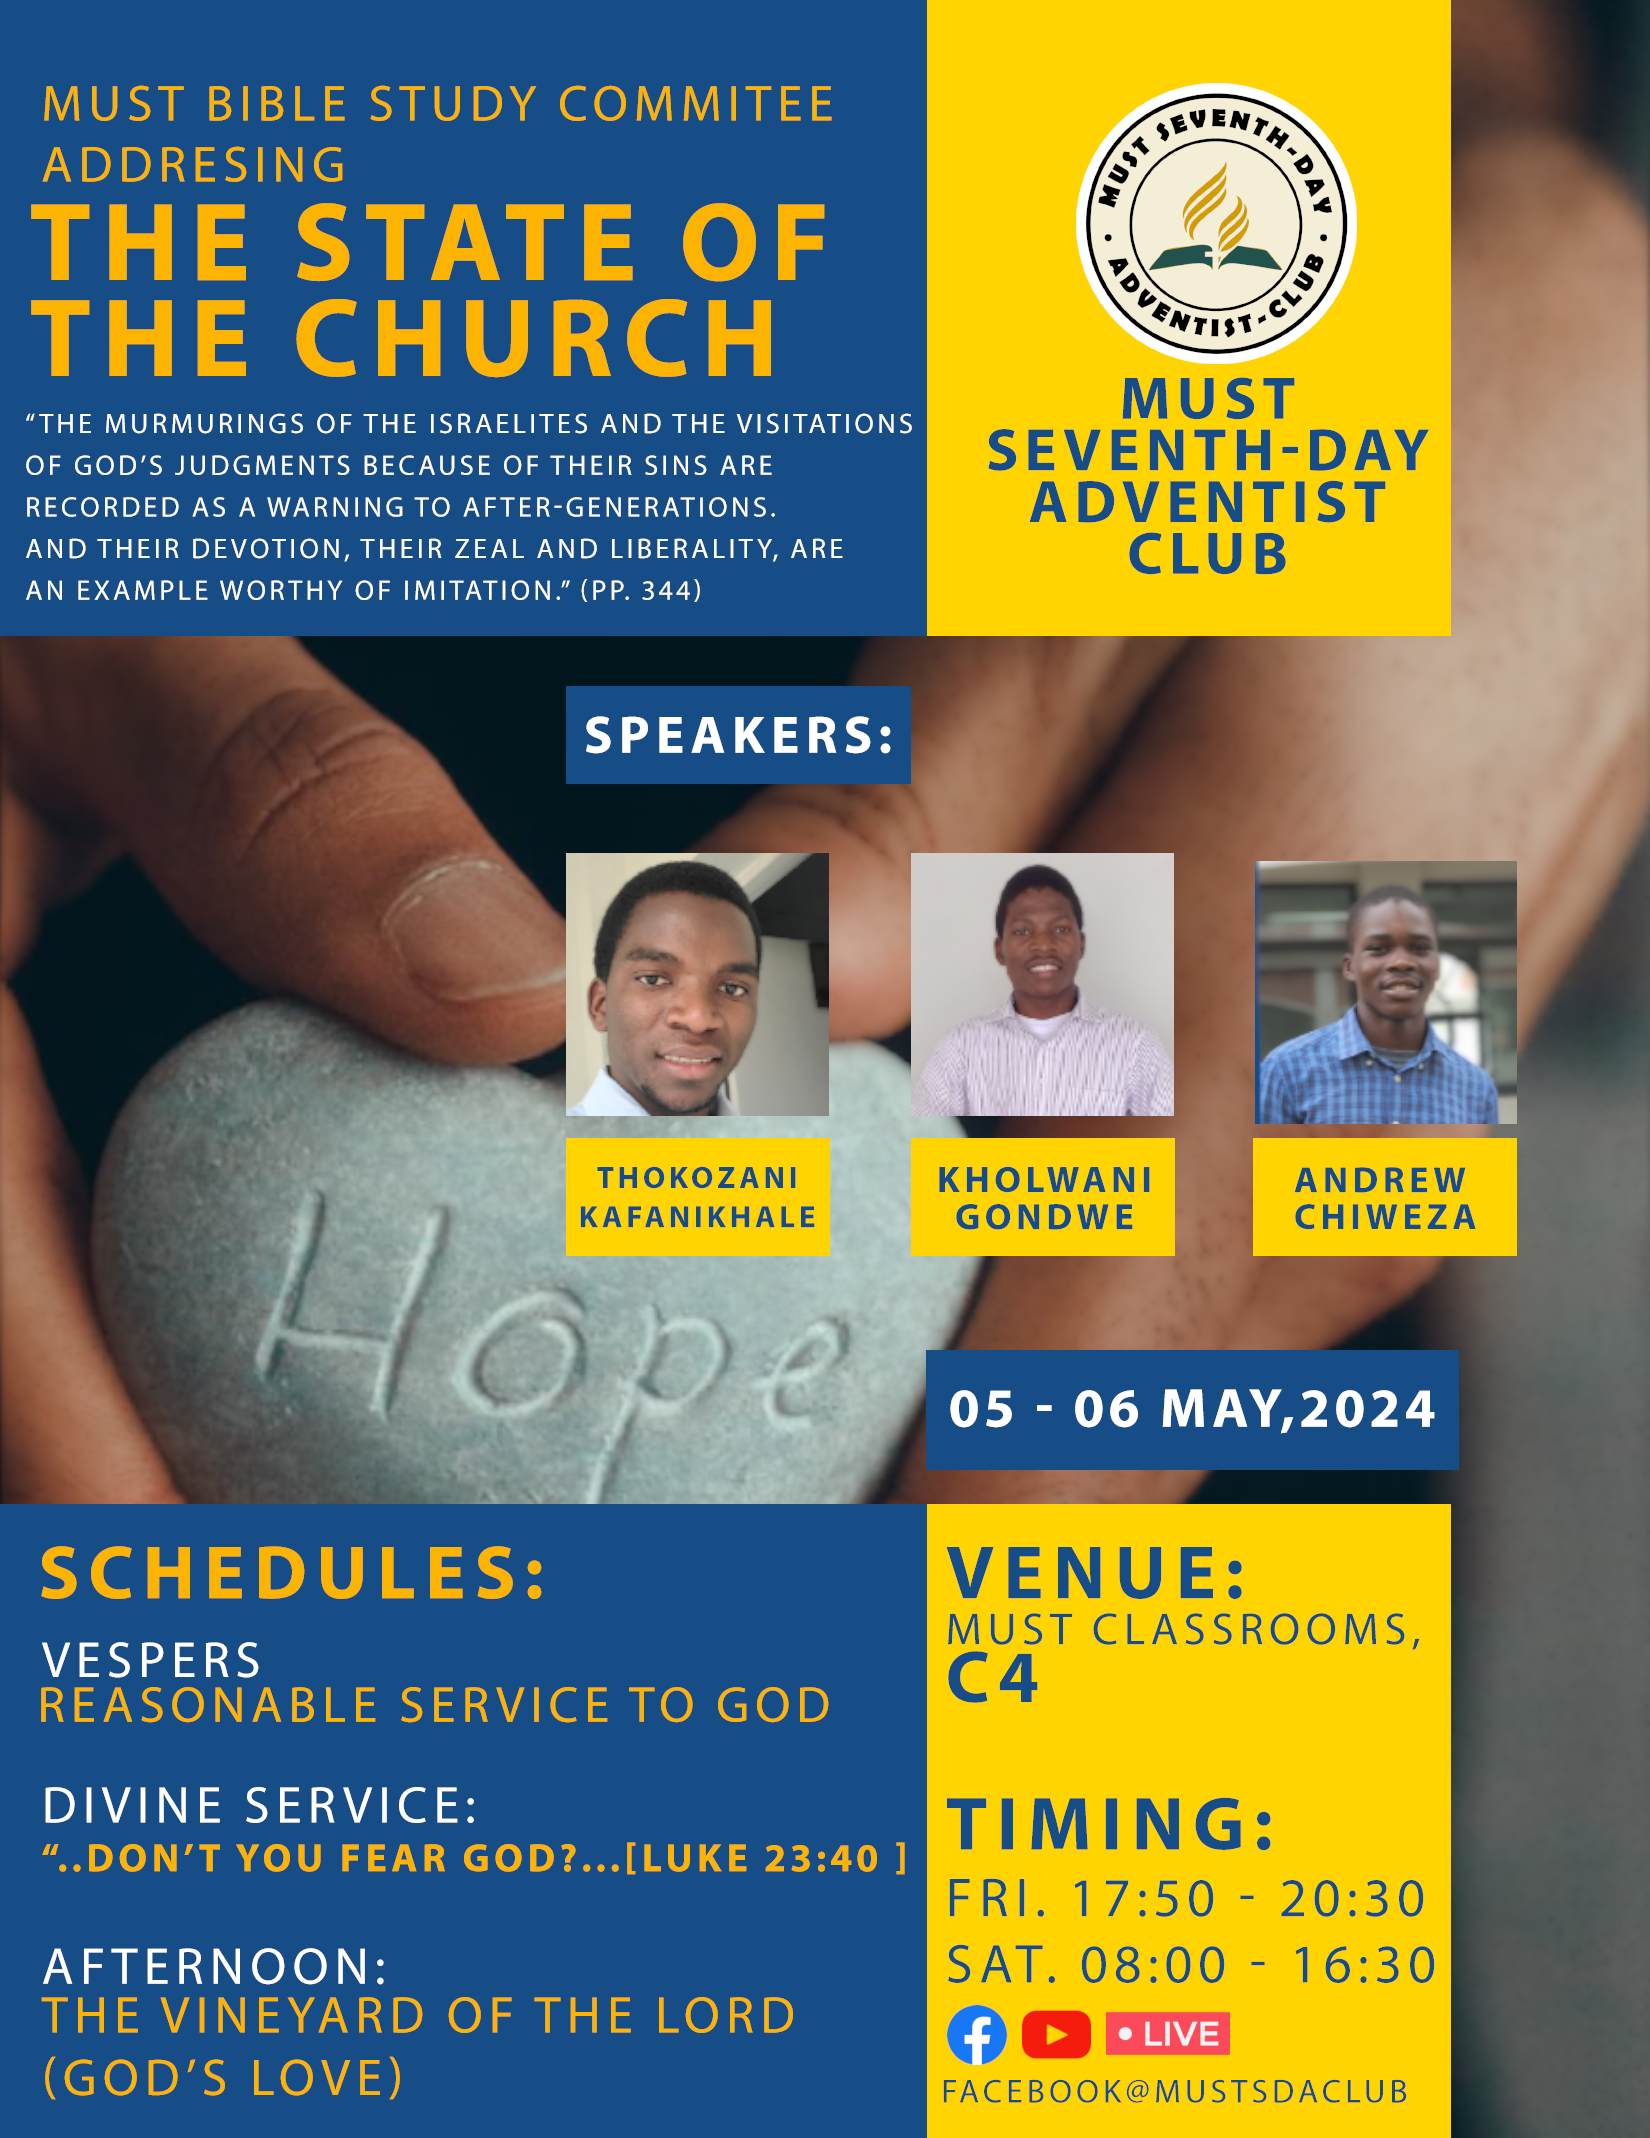 MUST BIBLE STUDY COMMITEE
ADDRESING
THE STATE OF
THE CHURCH
“THE MURMURINGS OF THE ISRAELITES AND THE VISITATIONS
OF GOD’S JUDGMENTS BECAUSE OF THEIR SINS ARE
RECORDED AS A WARNING TO AFTER-GENERATIONS.
AND THEIR DEVOTION, THEIR ZEAL AND LIBERALITY, ARE
AN EXAMPLE WORTHY OF IMITATION.” (PP. 344)
MUST SEVENTH-DAY
• ADVENTIST-CLUB •
MUST
SEVENTH-DAY
ADVENTIST
CLUB
SPEAKERS:
THOKOZANI
KAFANIKHALE
KHOLWANI
GONDWE
ANDREW
CHIWEZA
Hope
05 - 06 MAY,2024
SCHEDULES:
VESPERS
REASONABLE SERVICE TO GOD
DIVINE SERVICE:
“..DON’T YOU FEAR GOD?...[LUKE 23:40 ]
AFTERNOON:
THE VINEYARD OF THE LORD
(GOD’S LOVE)
VENUE:
MUST CLASSROOMS,
C4
TIMING:
FRI. 17:50 - 20:30
SAT. 08:00 - 16:30
• LIVE
FACEBOOK@MUSTSDACLUB